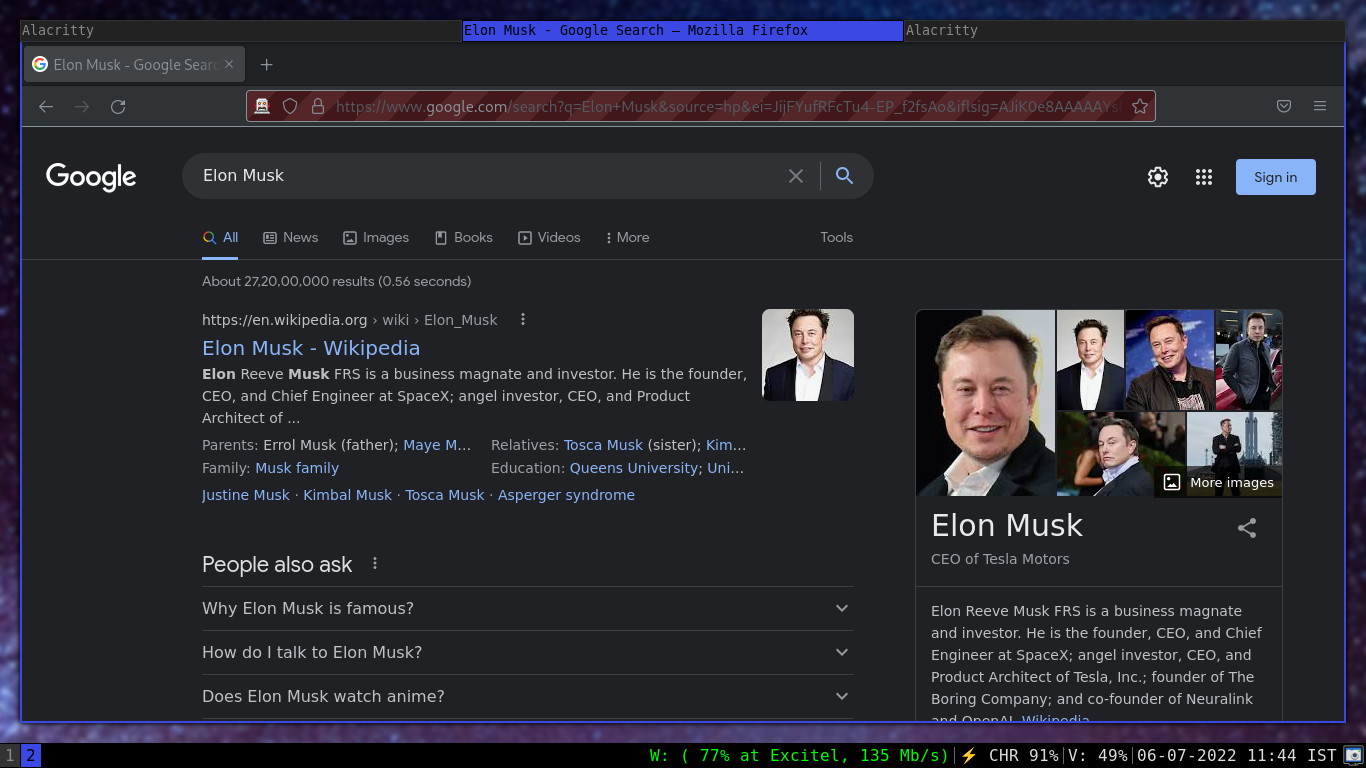 Alacritty
Elon Musk - Google Search — Mozilla Firefox
Alacritty
Elon Musk - Google Searc
https://www.google.com/search?q=Elon+Musk&source=hp&ei=JijFYufRFcTu4-EP_f2fsAo&iflsig=AJiK0e8AAAAAYs
Google
Elon Musk
Sign in
All
News
Images
Books
Videos
More
Tools
About 27,20,00,000 results (0.56 seconds)
https://en.wikipedia.org › wiki › Elon_Musk
Elon Musk - Wikipedia
Elon Reeve Musk FRS is a business magnate and investor. He is the founder,
CEO, and Chief Engineer at SpaceX; angel investor, CEO, and Product
Architect of ...
Parents: Errol Musk (father); Maye M...
Relatives: Tosca Musk (sister); Kim...
Family: Musk family
Education: Queens University; Uni...
Justine Musk · Kimbal Musk · Tosca Musk · Asperger syndrome
People also ask
Why Elon Musk is famous?
How do I talk to Elon Musk?
Does Elon Musk watch anime?
More images
Elon Musk
CEO of Tesla Motors
Elon Reeve Musk FRS is a business magnate
and investor. He is the founder, CEO, and Chief
Engineer at SpaceX; angel investor, CEO, and
Product Architect of Tesla, Inc.; founder of The
Boring Company; and co-founder of Neuralink
and OpenAI. Wikipedia
1 2
W: ( 77% at Excitel, 135 Mb/s)|⚡ CHR 91%|V: 49%|06-07-2022 11:44 IST